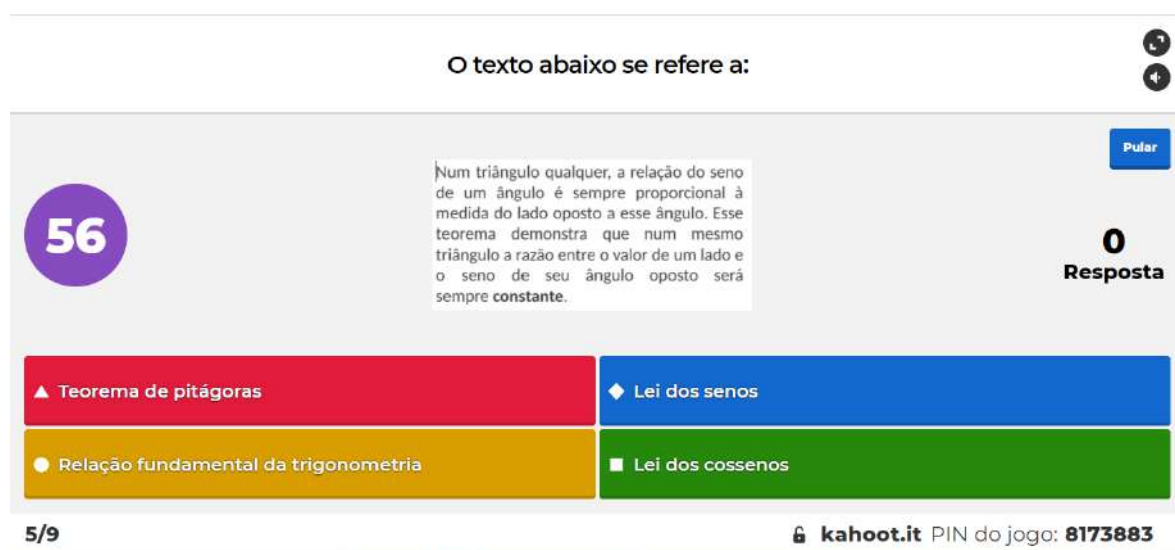 O texto abaixo se refere a:
Pular
56
Num triângulo qualquer, a relação do seno
de um ângulo é sempre proporcional à
medida do lado oposto a esse ângulo. Esse
teorema demonstra que num mesmo
triângulo a razão entre o valor de um lado e
o seno de seu ângulo oposto será
sempre constante.
0
Resposta
Teorema de pitágoras
Lei dos senos
Relação fundamental da trigonometria
Lei dos cossenos
5/9
kahoot.it PIN do jogo: 8173883